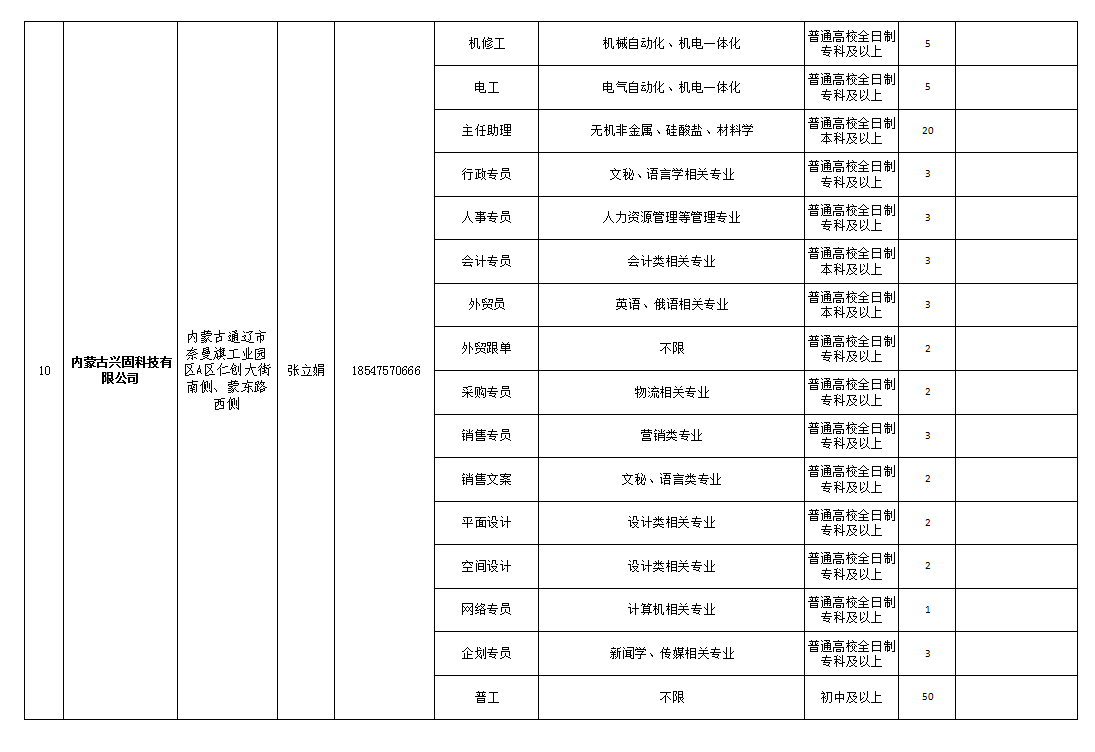 10
内蒙古兴固科技有
限公司
内蒙古通辽市
奈曼旗工业园
区A区仁创大街
南侧、蒙东路
西侧
张立娟
18547570666
机修工
机械自动化、机电一体化
普通高校全日制
专科及以上
5
电工
电气自动化、机电一体化
普通高校全日制
专科及以上
5
主任助理
无机非金属、硅酸盐、材料学
普通高校全日制
本科及以上
20
行政专员
文秘、语言学相关专业
普通高校全日制
专科及以上
3
人事专员
人力资源管理等管理专业
普通高校全日制
专科及以上
3
会计专员
会计类相关专业
普通高校全日制
本科及以上
3
外贸员
英语、俄语相关专业
普通高校全日制
本科及以上
3
外贸跟单
不限
普通高校全日制
专科及以上
2
采购专员
物流相关专业
普通高校全日制
专科及以上
2
销售专员
营销类专业
普通高校全日制
专科及以上
3
销售文案
文秘、语言类专业
普通高校全日制
专科及以上
2
平面设计
设计类相关专业
普通高校全日制
专科及以上
2
空间设计
设计类相关专业
普通高校全日制
专科及以上
2
网络专员
计算机相关专业
普通高校全日制
专科及以上
1
企划专员
新闻学、传媒相关专业
普通高校全日制
专科及以上
3
普工
不限
初中及以上
50